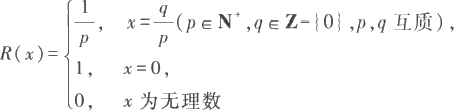 R(x)={ 1/p, x=q/p(p∈N⁺,q∈Z={0},p,q 互质),
1, x=0,
0, x 为无理数